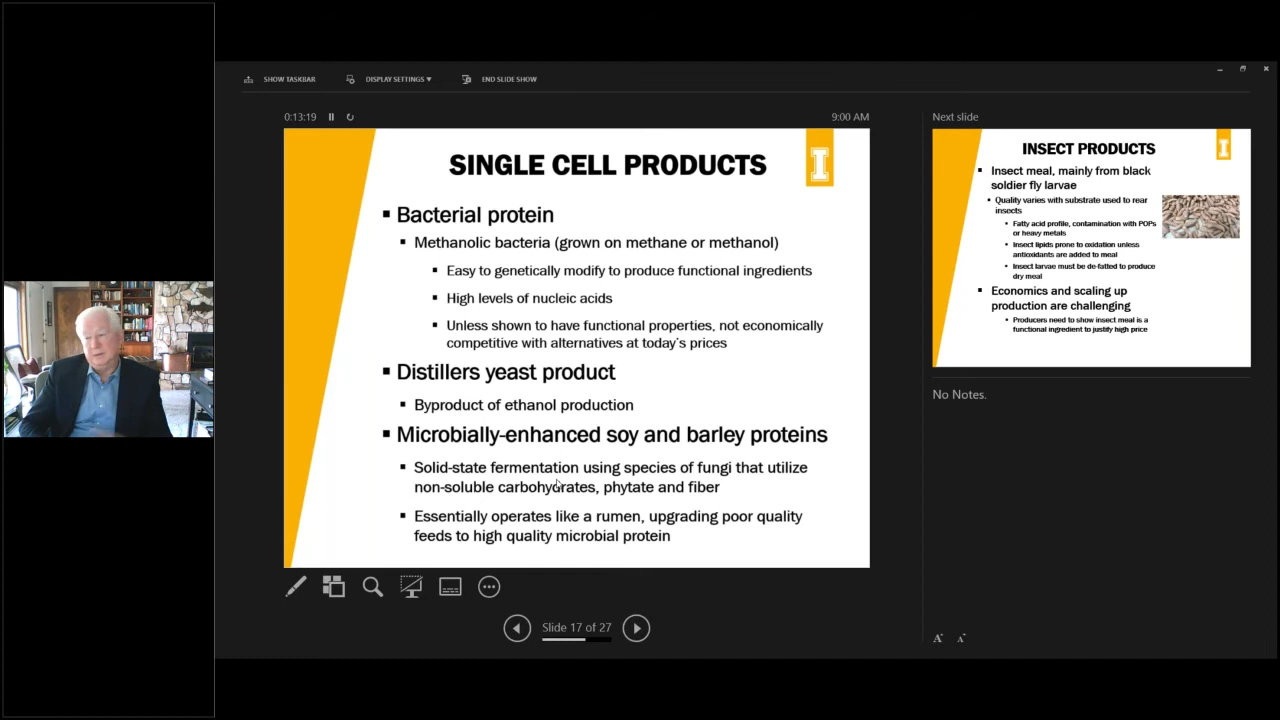 SHOW TASKBAR
DISPLAY SETTINGS ▼
END SLIDE SHOW
0:13:19
9:00 AM
SINGLE CELL PRODUCTS
I
▪ Bacterial protein
▪ Methanolic bacteria (grown on methane or methanol)
▪ Easy to genetically modify to produce functional ingredients
▪ High levels of nucleic acids
▪ Unless shown to have functional properties, not economically
competitive with alternatives at today's prices
▪ Distillers yeast product
▪ Byproduct of ethanol production
▪ Microbially-enhanced soy and barley proteins
▪ Solid-state fermentation using species of fungi that utilize
non-soluble carbohydrates, phytate and fiber
▪ Essentially operates like a rumen, upgrading poor quality
feeds to high quality microbial protein
Slide 17 of 27
Next slide
INSECT PRODUCTS
I
▪ Insect meal, mainly from black
soldier fly larvae
▪ Quality varies with substrate used to rear
insects
▪ Fatty acid profile, contamination with POPs
or heavy metals
▪ Insect lipids prone to oxidation unless
antioxidants are added to meal
▪ Insect larvae must be de-fatted to produce
dry meal
▪ Economics and scaling up
production are challenging
▪ Producers need to show insect meal is a
functional ingredient to justify high price
No Notes.
A A